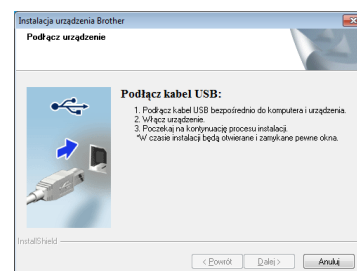 Instalacja urządzenia Brother
Podłącz urządzenie
Podłącz kabel USB:
1. Podłącz kabel USB bezpośrednio do komputera i urządzenia.
2. Włącz urządzenie.
3. Poczekaj na kontynuację procesu instalacji.
*W czasie instalacji będą otwierane i zamykane pewne okna.
InstallShield
< Powrót
Dalej >
Anuluj